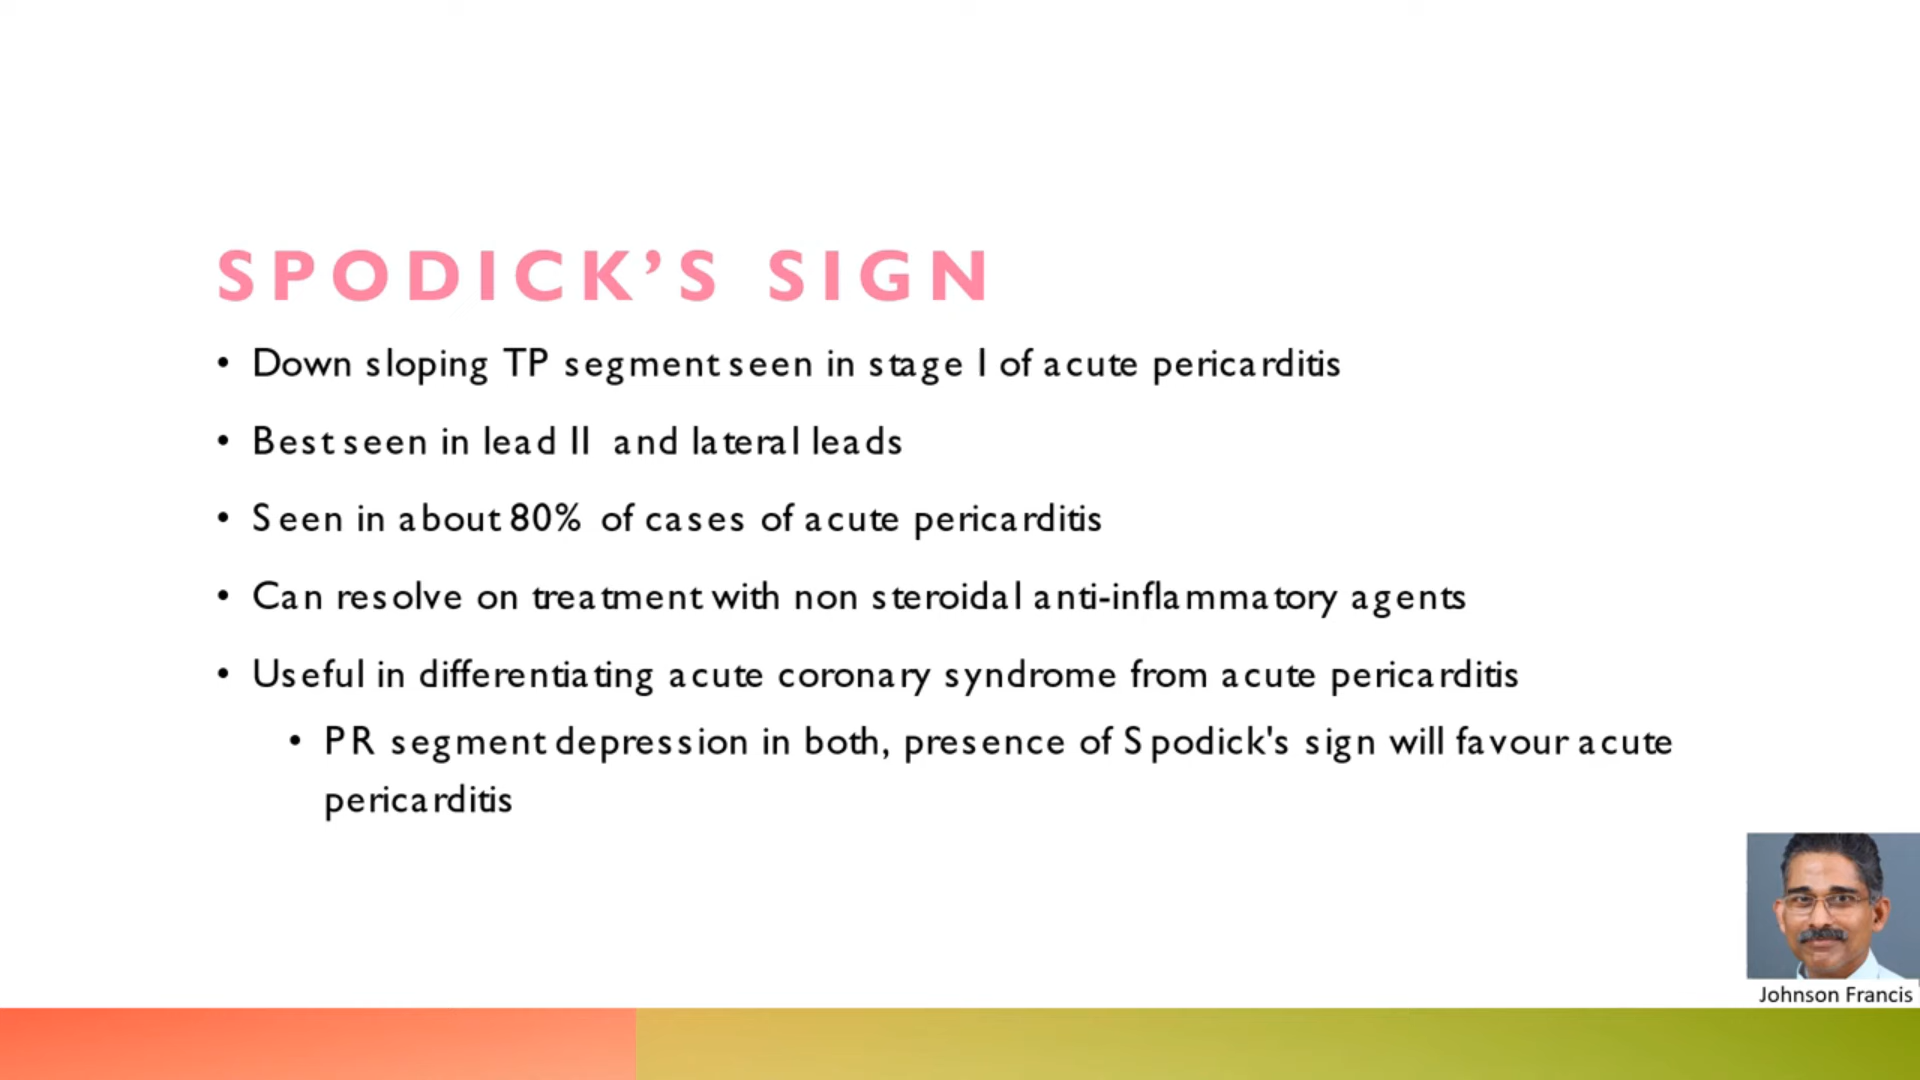 SPODICK’S SIGN
• Down sloping TP segment seen in stage I of acute pericarditis
• Best seen in lead II and lateral leads
• Seen in about 80% of cases of acute pericarditis
• Can resolve on treatment with non steroidal anti-inflammatory agents
• Useful in differentiating acute coronary syndrome from acute pericarditis
• PR segment depression in both, presence of Spodick's sign will favour acute
pericarditis
Johnson Francis